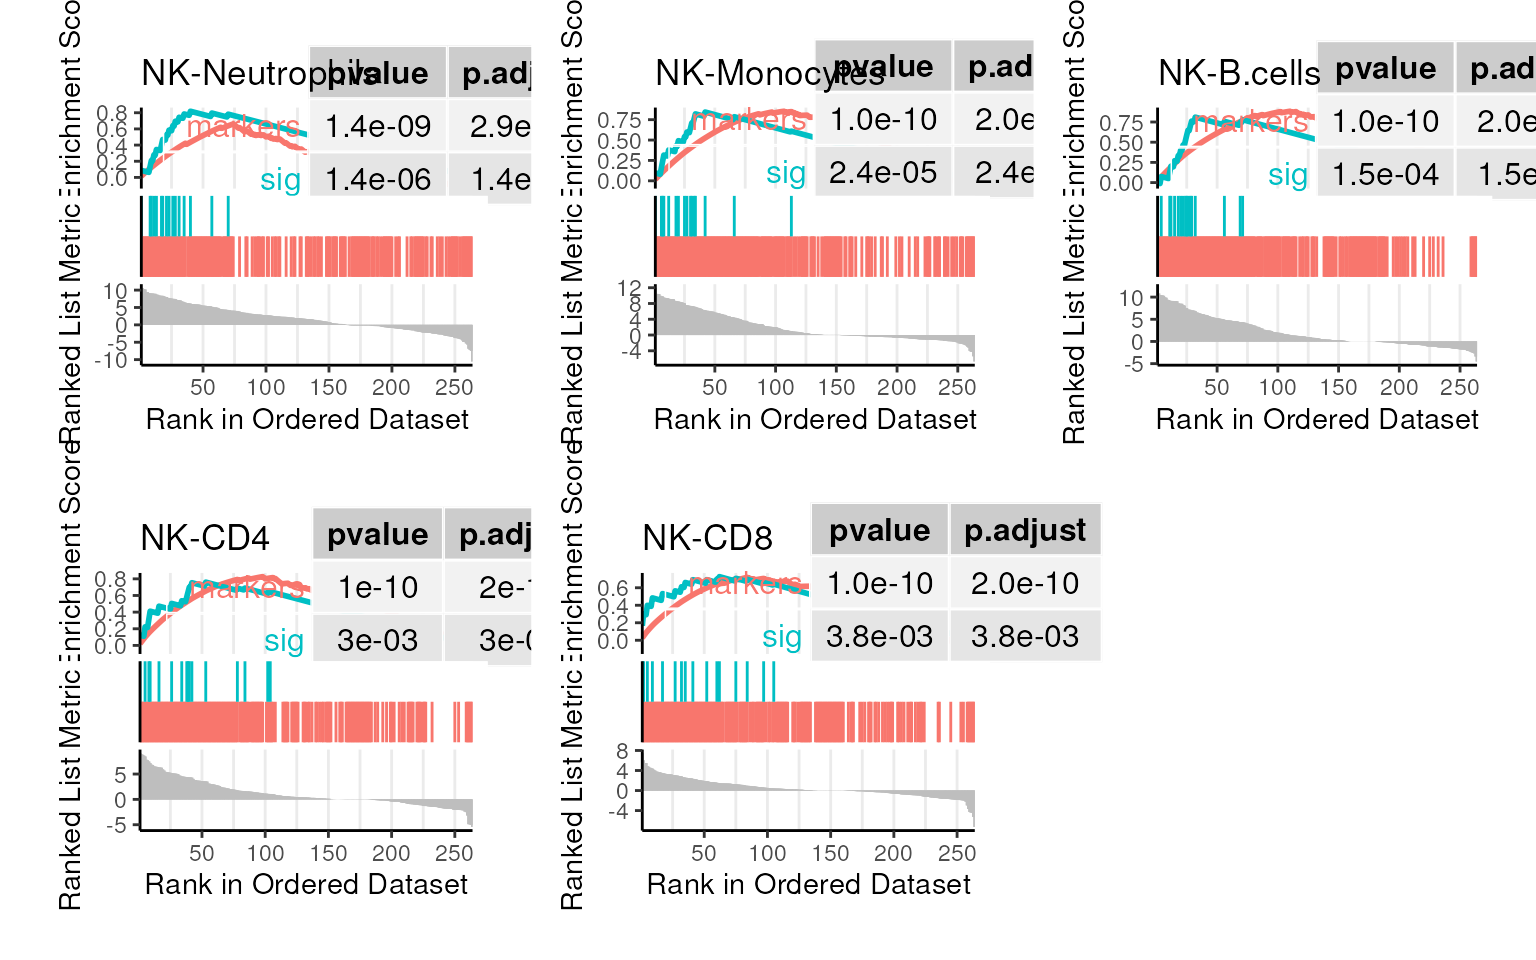 NK-Neutrophils
pvalue p.adj
1.4e-09 2.9e
1.4e-06 1.4e
markers
sig
Enrichment Sco
0.8
0.6
0.4
0.2
0.0
Ranked List Metric
10
5
0
-5
-10
50 100 150 200 250
Rank in Ordered Dataset
NK-Monocytes
pvalue p.ad
1.0e-10 2.0e
2.4e-05 2.4e
markers
sig
Enrichment Sco
0.75
0.50
0.25
0.00
Ranked List Metric
12
8
4
0
-4
50 100 150 200 250
Rank in Ordered Dataset
NK-B.cells
pvalue p.ad
1.0e-10 2.0e
1.5e-04 1.5e
markers
sig
Enrichment Sco
0.75
0.50
0.25
0.00
Ranked List Metric
10
5
0
-5
50 100 150 200 250
Rank in Ordered Dataset
NK-CD4
pvalue p.adj
1e-10 2e-
3e-03 3e-0
markers
sig
Enrichment Score
0.8
0.6
0.4
0.2
0.0
Ranked List Metric
5
0
-5
50 100 150 200 250
Rank in Ordered Dataset
NK-CD8
pvalue p.adjust
1.0e-10 2.0e-10
3.8e-03 3.8e-03
markers
sig
Enrichment Score
0.6
0.4
0.2
0.0
Ranked List Metric
8
4
0
-4
50 100 150 200 250
Rank in Ordered Dataset